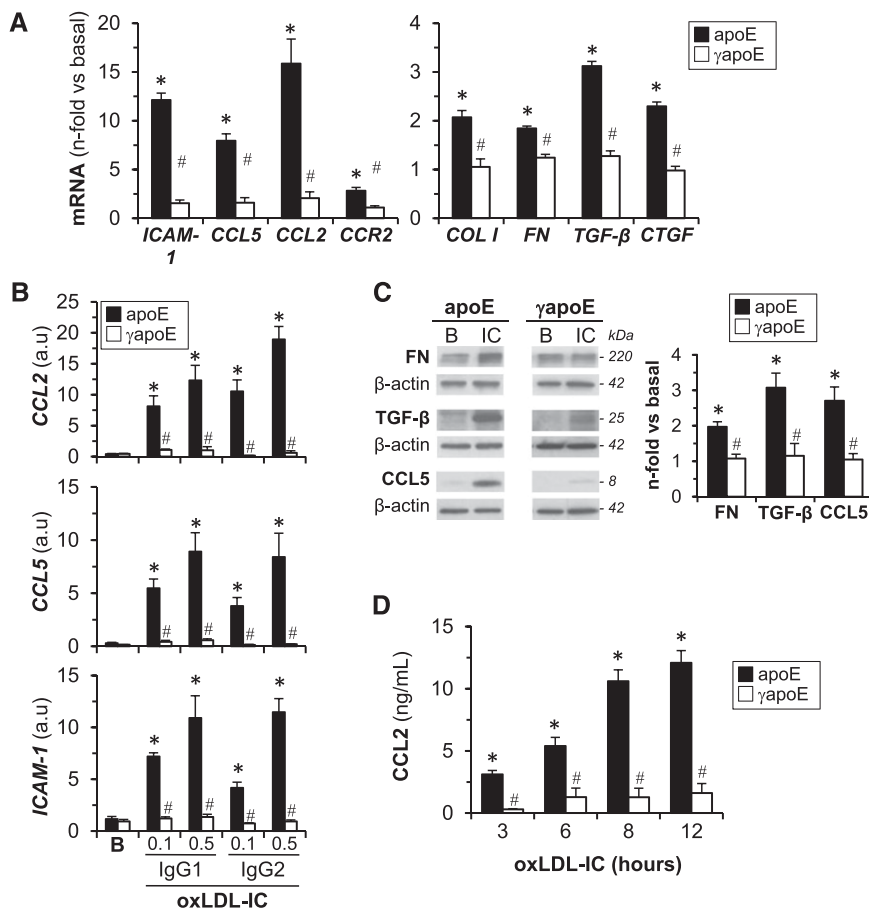 A
mRNA (n-fold vs basal)
20
15
10
5
0
ICAM-
1
CCL5
CCL2
CCR2
* # * # * # * #
4
3
2
1
0
COL I
FN
TGF-β
CTGF
* # * # * # * #
apoE
γapoE
B
apoE
γapoE
CCL2 (a.u)
25
20
15
10
5
0
* # * # * # * #
CCL5 (a.u)
15
10
5
0
* # * # * # * #
ICAM-1 (a.u)
15
10
5
0
* # * # * # * #
B 0.1 0.5 0.1 0.5
IgG1 IgG2
oxLDL-IC
C
apoE γapoE
B IC B IC kDa
FN - 220
β-actin - 42
TGF-β - 25
β-actin - 42
CCL5 - 8
β-actin - 42
apoE
γapoE
n-fold vs basal
4
3
2
1
0
* # * # * #
FN TGF-β CCL5
D
CCL2 (ng/mL)
15
10
5
0
* # * # * # * #
3 6 8 12
oxLDL-IC (hours)
apoE
γapoE